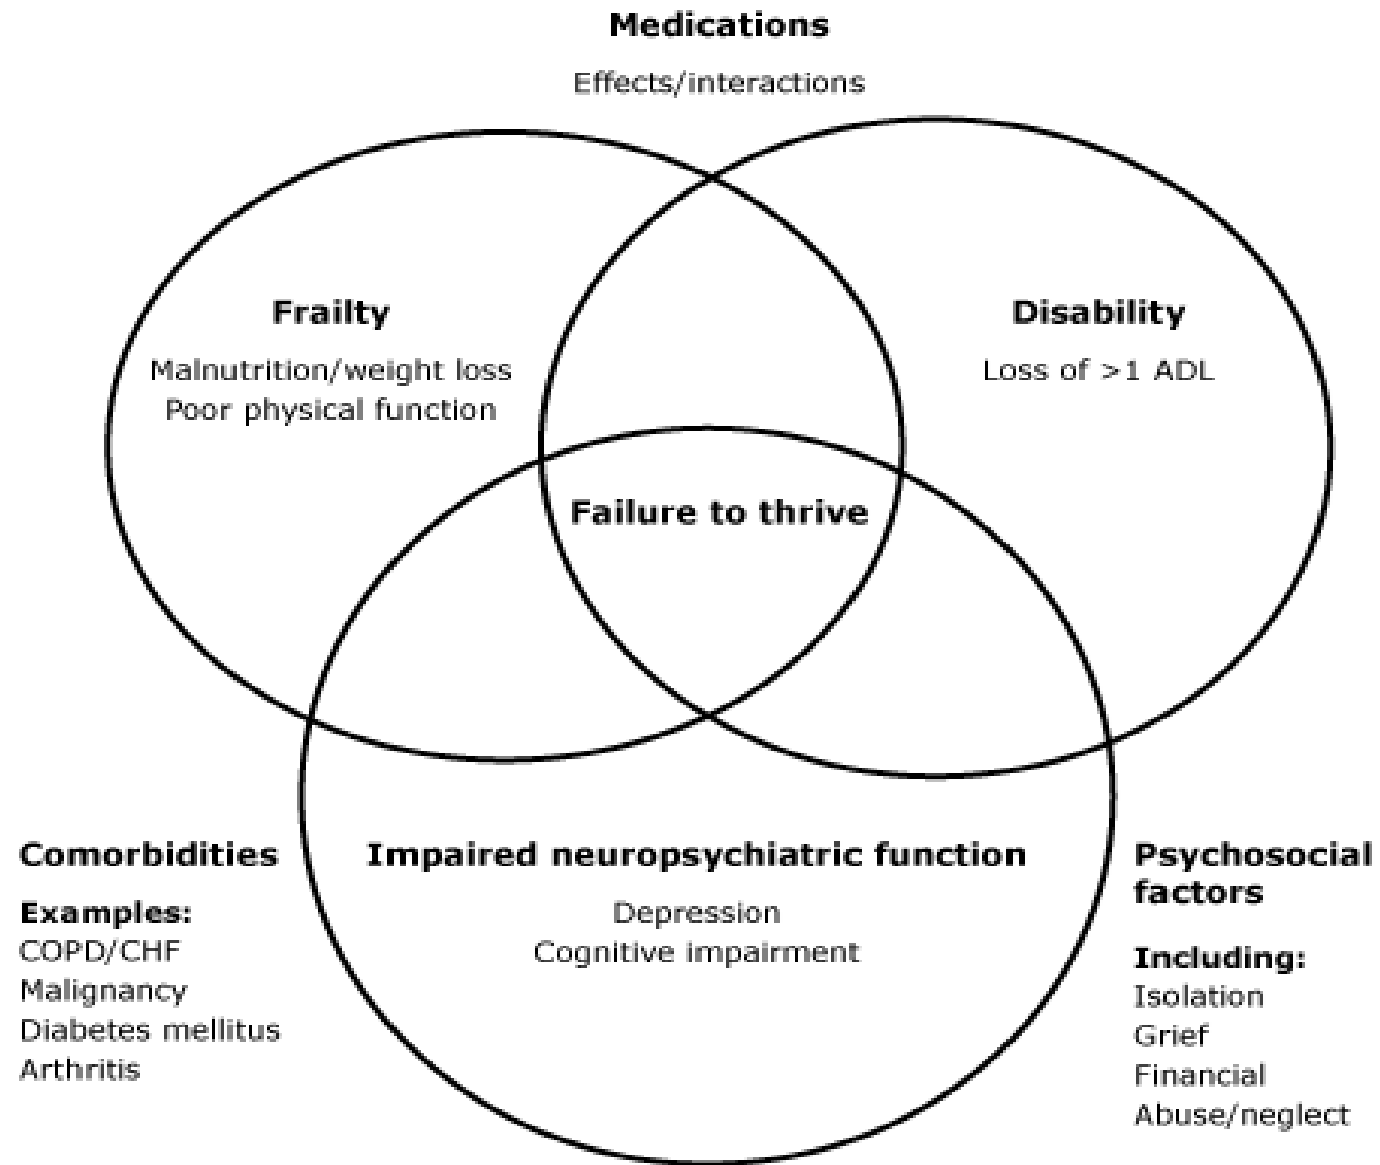 Medications
Effects/interactions
Frailty
Malnutrition/weight loss
Poor physical function
Disability
Loss of >1 ADL
Failure to thrive
Impaired neuropsychiatric function
Depression
Cognitive impairment
Comorbidities
Examples:
COPD/CHF
Malignancy
Diabetes mellitus
Arthritis
Psychosocial
factors
Including:
Isolation
Grief
Financial
Abuse/neglect